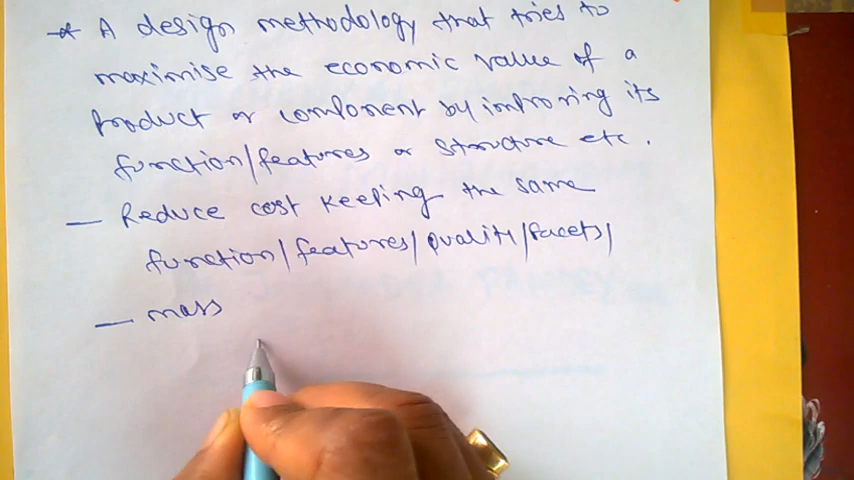 * A design methodology that tries to
maximise the economic value of a
product or component by improving its
function/features or structure etc.
— Reduce cost keeping the same
function/features/quality/facets/
— mass